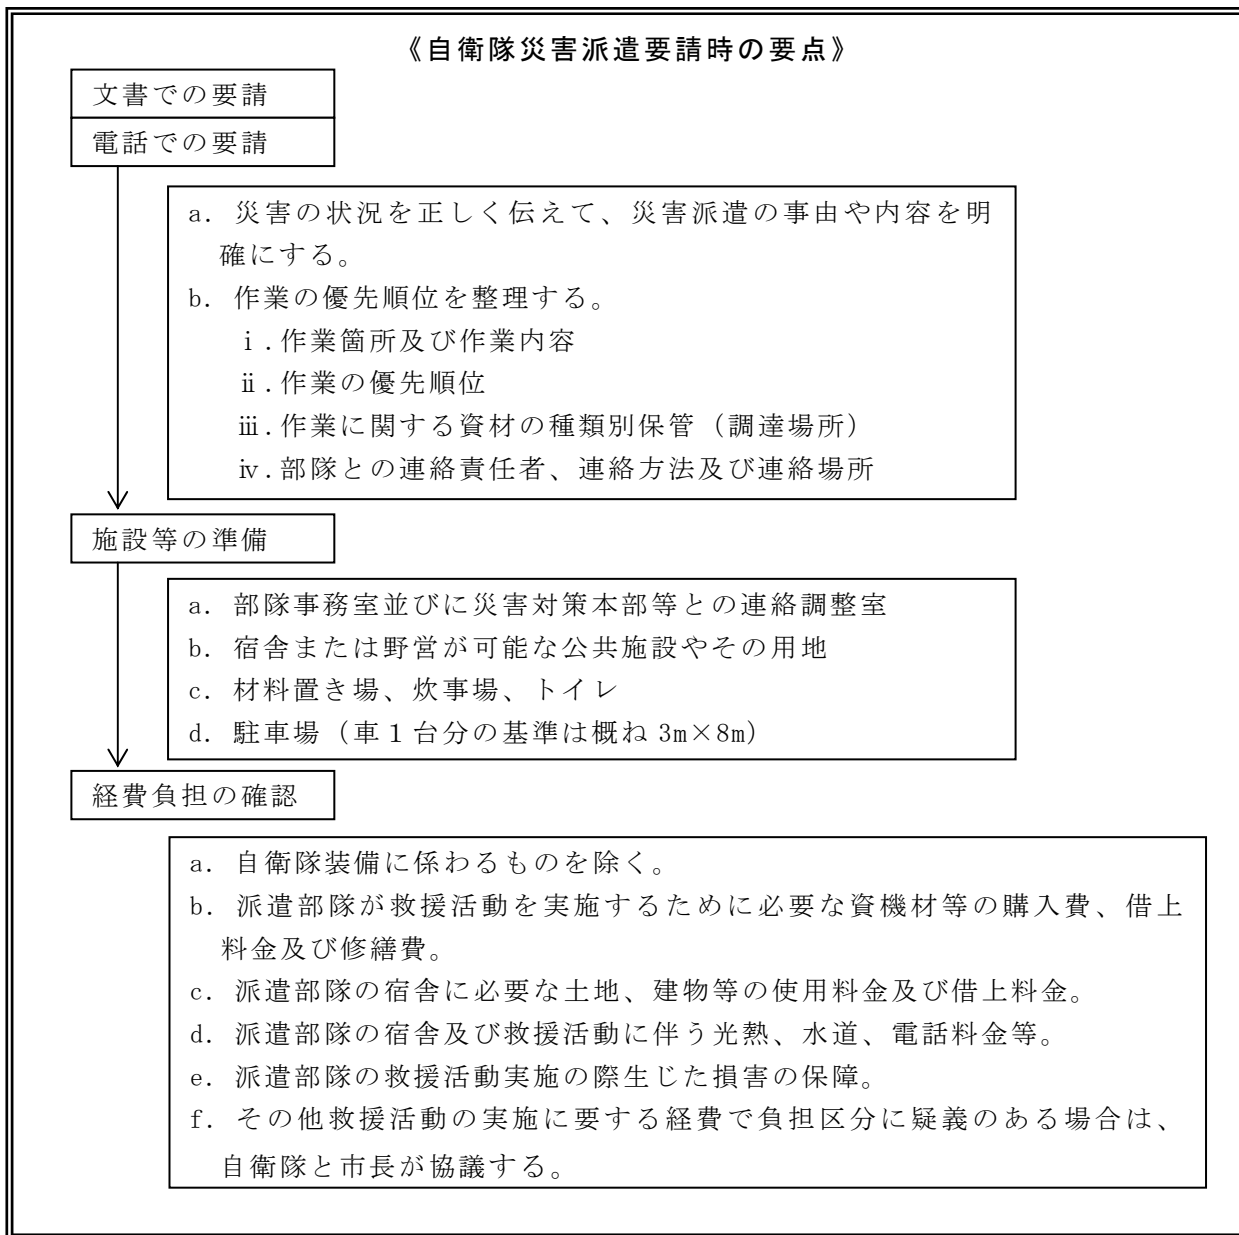 《自衛隊災害派遣要請時の要点》
文書での要請
電話での要請
a. 災害の状況を正しく伝えて、災害派遣の事由や内容を明
確にする。
b. 作業の優先順位を整理する。
ⅰ.作業箇所及び作業内容
ⅱ.作業の優先順位
ⅲ.作業に関する資材の種類別保管（調達場所）
ⅳ.部隊との連絡責任者、連絡方法及び連絡場所
施設等の準備
a. 部隊事務室並びに災害対策本部等との連絡調整室
b. 宿舎または野営が可能な公共施設やその用地
c. 材料置き場、炊事場、トイレ
d. 駐車場（車１台分の基準は概ね 3m×8m）
経費負担の確認
a. 自衛隊装備に係わるものを除く。
b. 派遣部隊が救援活動を実施するために必要な資機材等の購入費、借上
料金及び修繕費。
c. 派遣部隊の宿舎に必要な土地、建物等の使用料金及び借上料金。
d. 派遣部隊の宿舎及び救援活動に伴う光熱、水道、電話料金等。
e. 派遣部隊の救援活動実施の際生じた損害の保障。
f. その他救援活動の実施に要する経費で負担区分に疑義のある場合は、
自衛隊と市長が協議する。